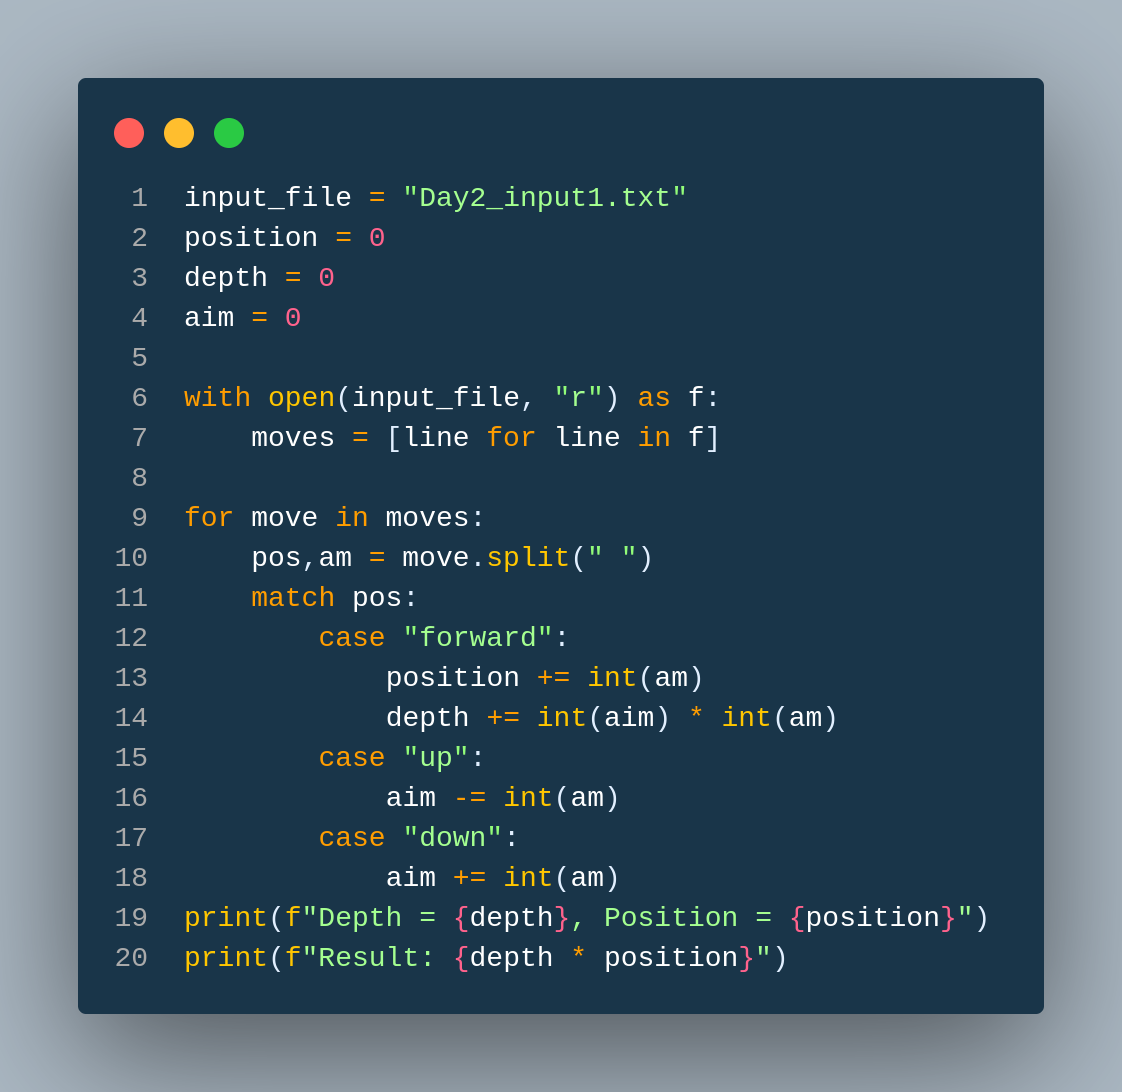 1 input_file = "Day2_input1.txt"
2 position = 0
3 depth = 0
4 aim = 0
5
6 with open(input_file, "r") as f:
7     moves = [line for line in f]
8
9 for move in moves:
10     pos,am = move.split(" ")
11     match pos:
12         case "forward":
13             position += int(am)
14             depth += int(aim) * int(am)
15         case "up":
16             aim -= int(am)
17         case "down":
18             aim += int(am)
19 print(f"Depth = {depth}, Position = {position}")
20 print(f"Result: {depth * position}")